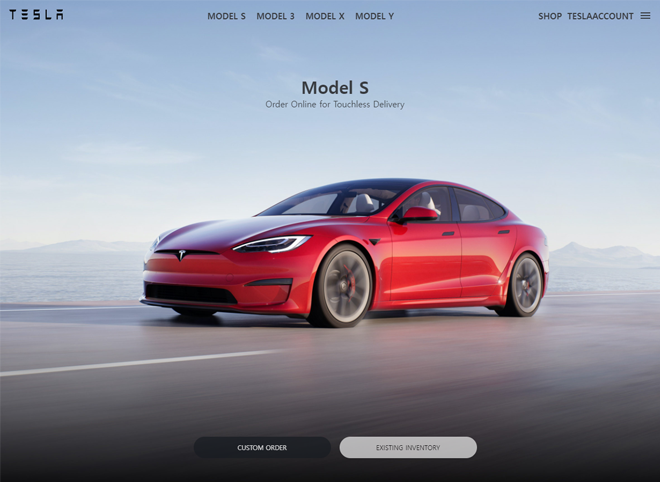 TESLA MODEL S MODEL 3 MODEL X MODEL Y SHOP TESLAACCOUNT
Model S
Order Online for Touchless Delivery
CUSTOM ORDER EXISTING INVENTORY